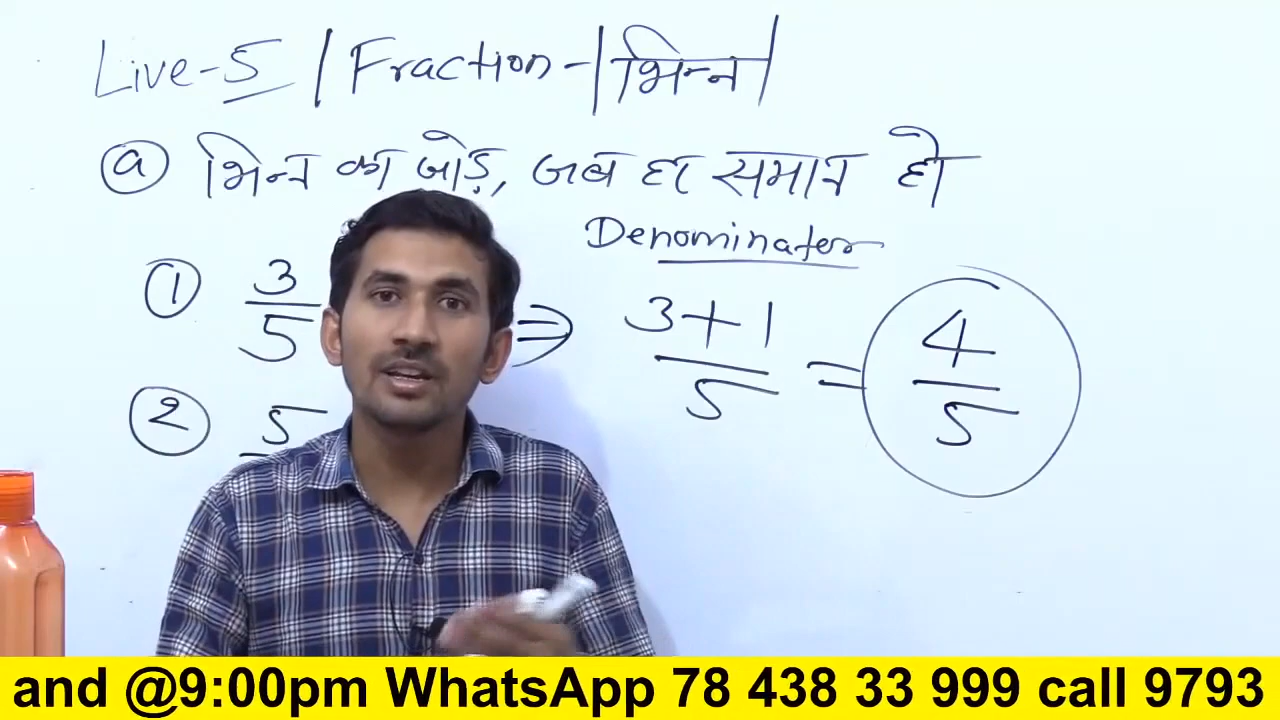 Live-5 | Fraction - | भिन्न |
(a) भिन्न का जोड़, जब हर समान हो
Denominator
(1) 3/5 ⇒ (3+1)/5 = 4/5
(2) 5
and @9:00pm WhatsApp 78 438 33 999 call 9793